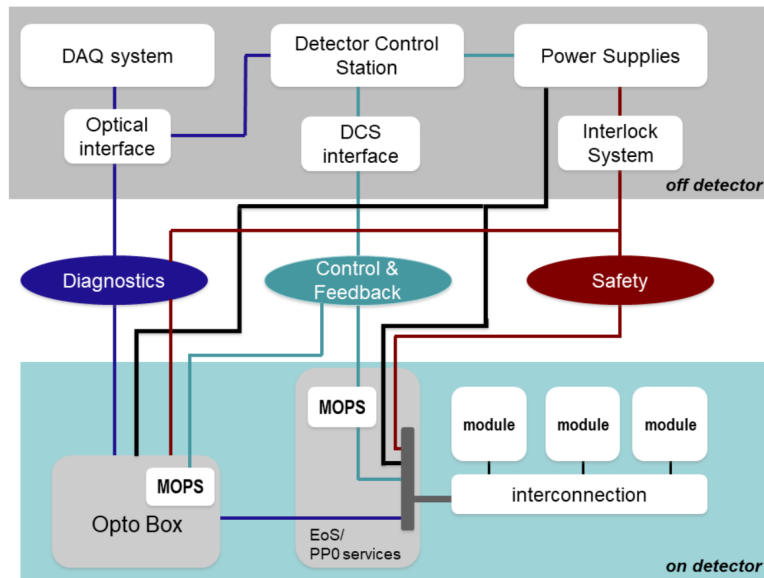 DAQ system
Detector Control
Station
Power Supplies
Optical
interface
DCS
interface
Interlock
System
off detector
Diagnostics
Control &
Feedback
Safety
MOPS
module
module
module
MOPS
interconnection
Opto Box
EoS/
PP0 services
on detector